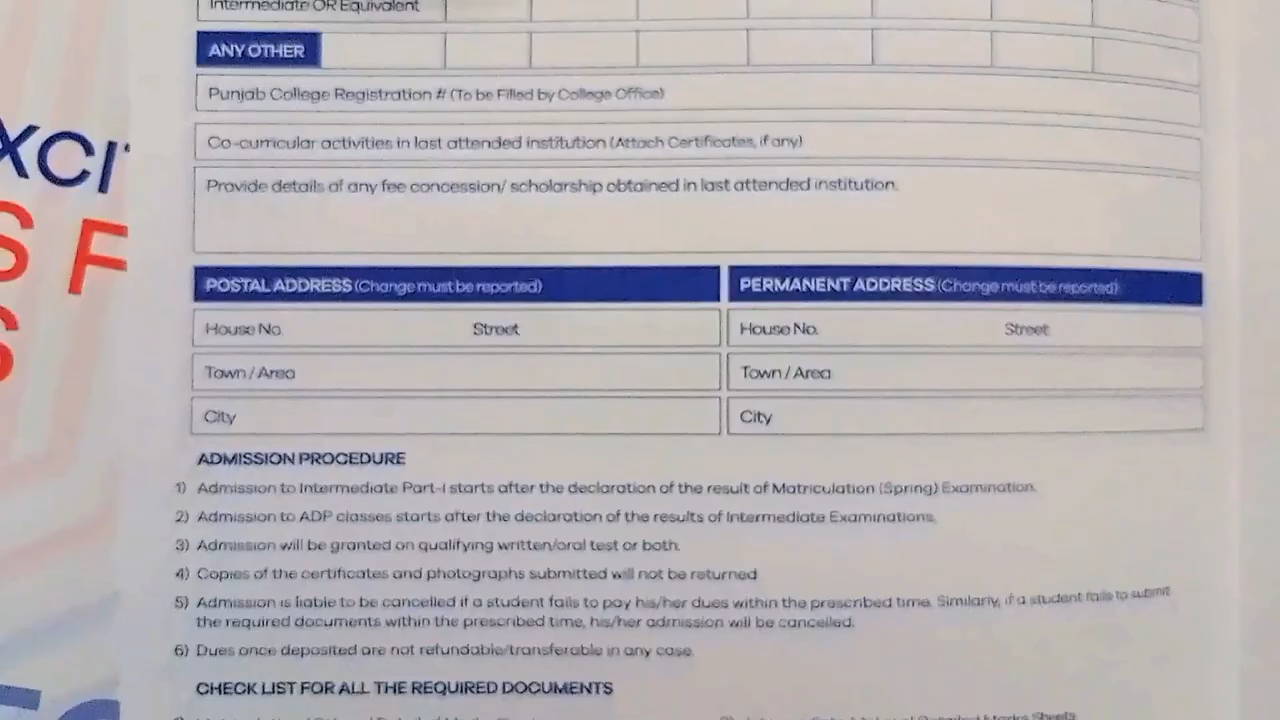 Intermediate OR Equivalent
ANY OTHER
Punjab College Registration # (To be Filled by College Office)
Co-curricular activities in last attended institution (Attach Certificates, if any)
Provide details of any fee concession/ scholarship obtained in last attended institution.
POSTAL ADDRESS (Change must be reported)
PERMANENT ADDRESS (Change must be reported)
House No. Street
House No. Street
Town / Area
Town / Area
City
City
ADMISSION PROCEDURE
1) Admission to Intermediate Part-I starts after the declaration of the result of Matriculation (Spring) Examination.
2) Admission to ADP classes starts after the declaration of the results of Intermediate Examinations.
3) Admission will be granted on qualifying written/oral test or both.
4) Copies of the certificates and photographs submitted will not be returned
5) Admission is liable to be cancelled if a student fails to pay his/her dues within the prescribed time. Similarly, if a student fails to submit
the required documents within the prescribed time, his/her admission will be cancelled.
6) Dues once deposited are not refundable/transferable in any case.
CHECK LIST FOR ALL THE REQUIRED DOCUMENTS
XCI
S F
S